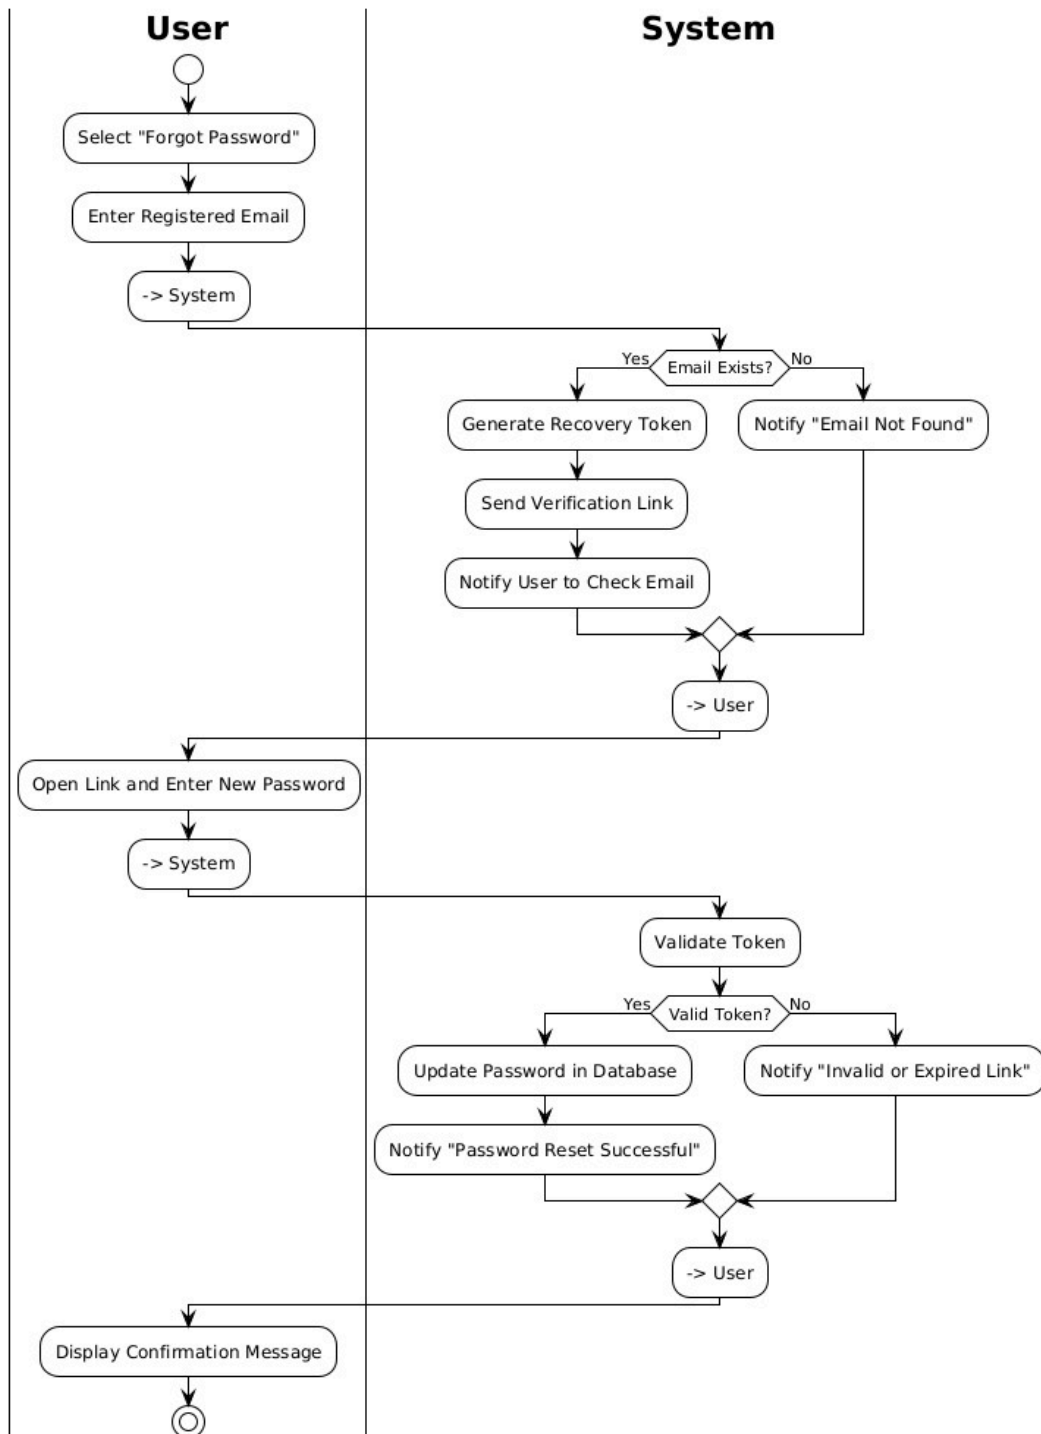 User
System
Select "Forgot Password"
Enter Registered Email
-> System
Yes
Email Exists?
No
Generate Recovery Token
Notify "Email Not Found"
Send Verification Link
Notify User to Check Email
-> User
Open Link and Enter New Password
-> System
Validate Token
Yes
Valid Token?
No
Update Password in Database
Notify "Invalid or Expired Link"
Notify "Password Reset Successful"
-> User
Display Confirmation Message